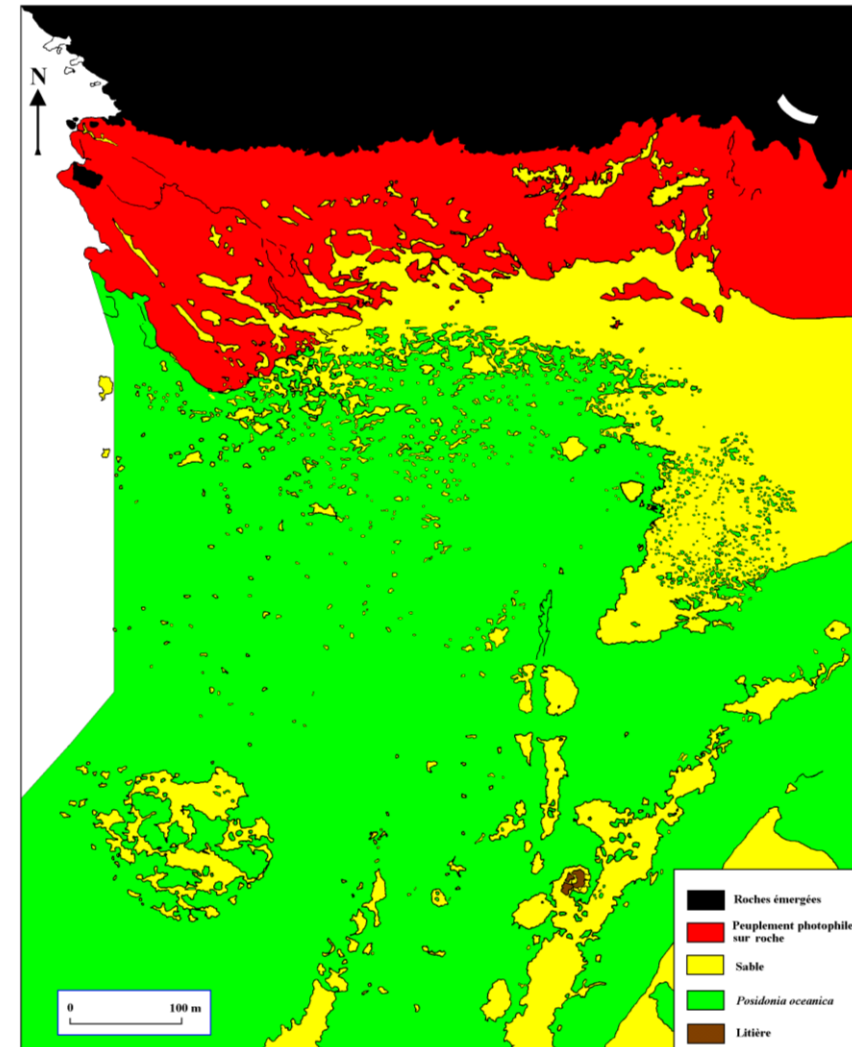 N
Roches émergées
Peuplement photophile
sur roche
Sable
Posidonia oceanica
Litière
0 100 m